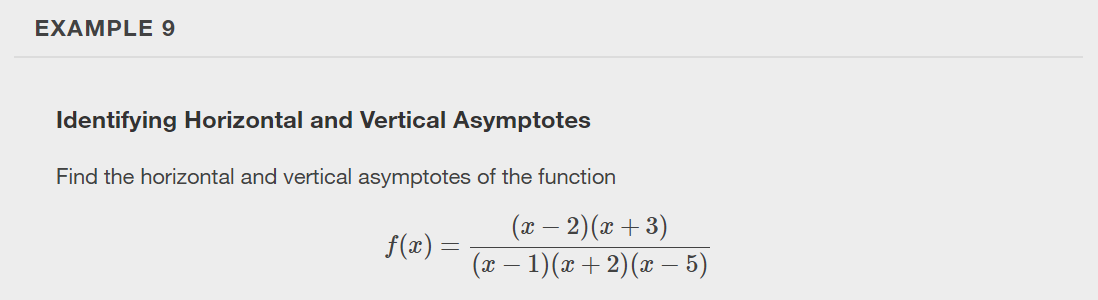 EXAMPLE 9
Identifying Horizontal and Vertical Asymptotes
Find the horizontal and vertical asymptotes of the function
f(x) = (x − 2)(x + 3) / (x − 1)(x + 2)(x − 5)